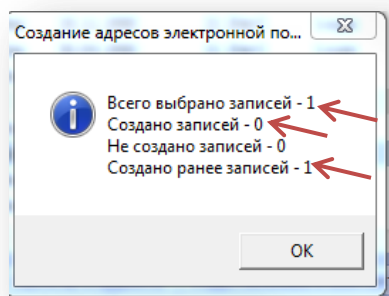 Создание адресов электронной по...
Всего выбрано записей - 1
Создано записей - 0
Не создано записей - 0
Создано ранее записей - 1
ОК